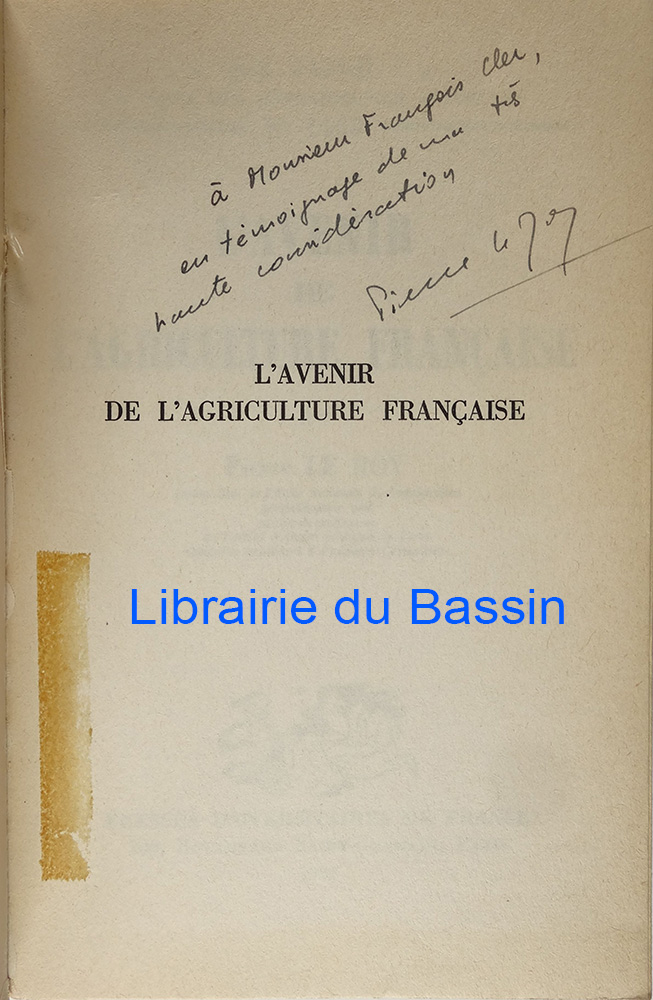 à Monsieur François Cler,
en témoignage de ma très
haute considération
Pierre Le Roy
L'AVENIR
DE L'AGRICULTURE FRANÇAISE
Librairie du Bassin